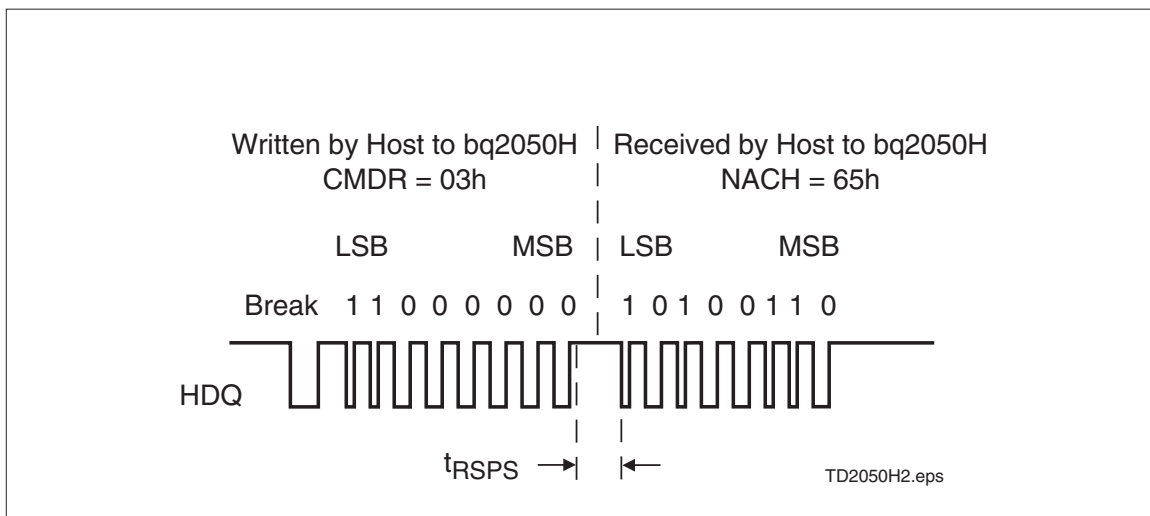 Written by Host to bq2050H
CMDR = 03h
Received by Host to bq2050H
NACH = 65h
LSB MSB LSB MSB
Break 1 1 0 0 0 0 0 0 1 0 1 0 0 1 1 0
HDQ
tRSPS
TD2050H2.eps